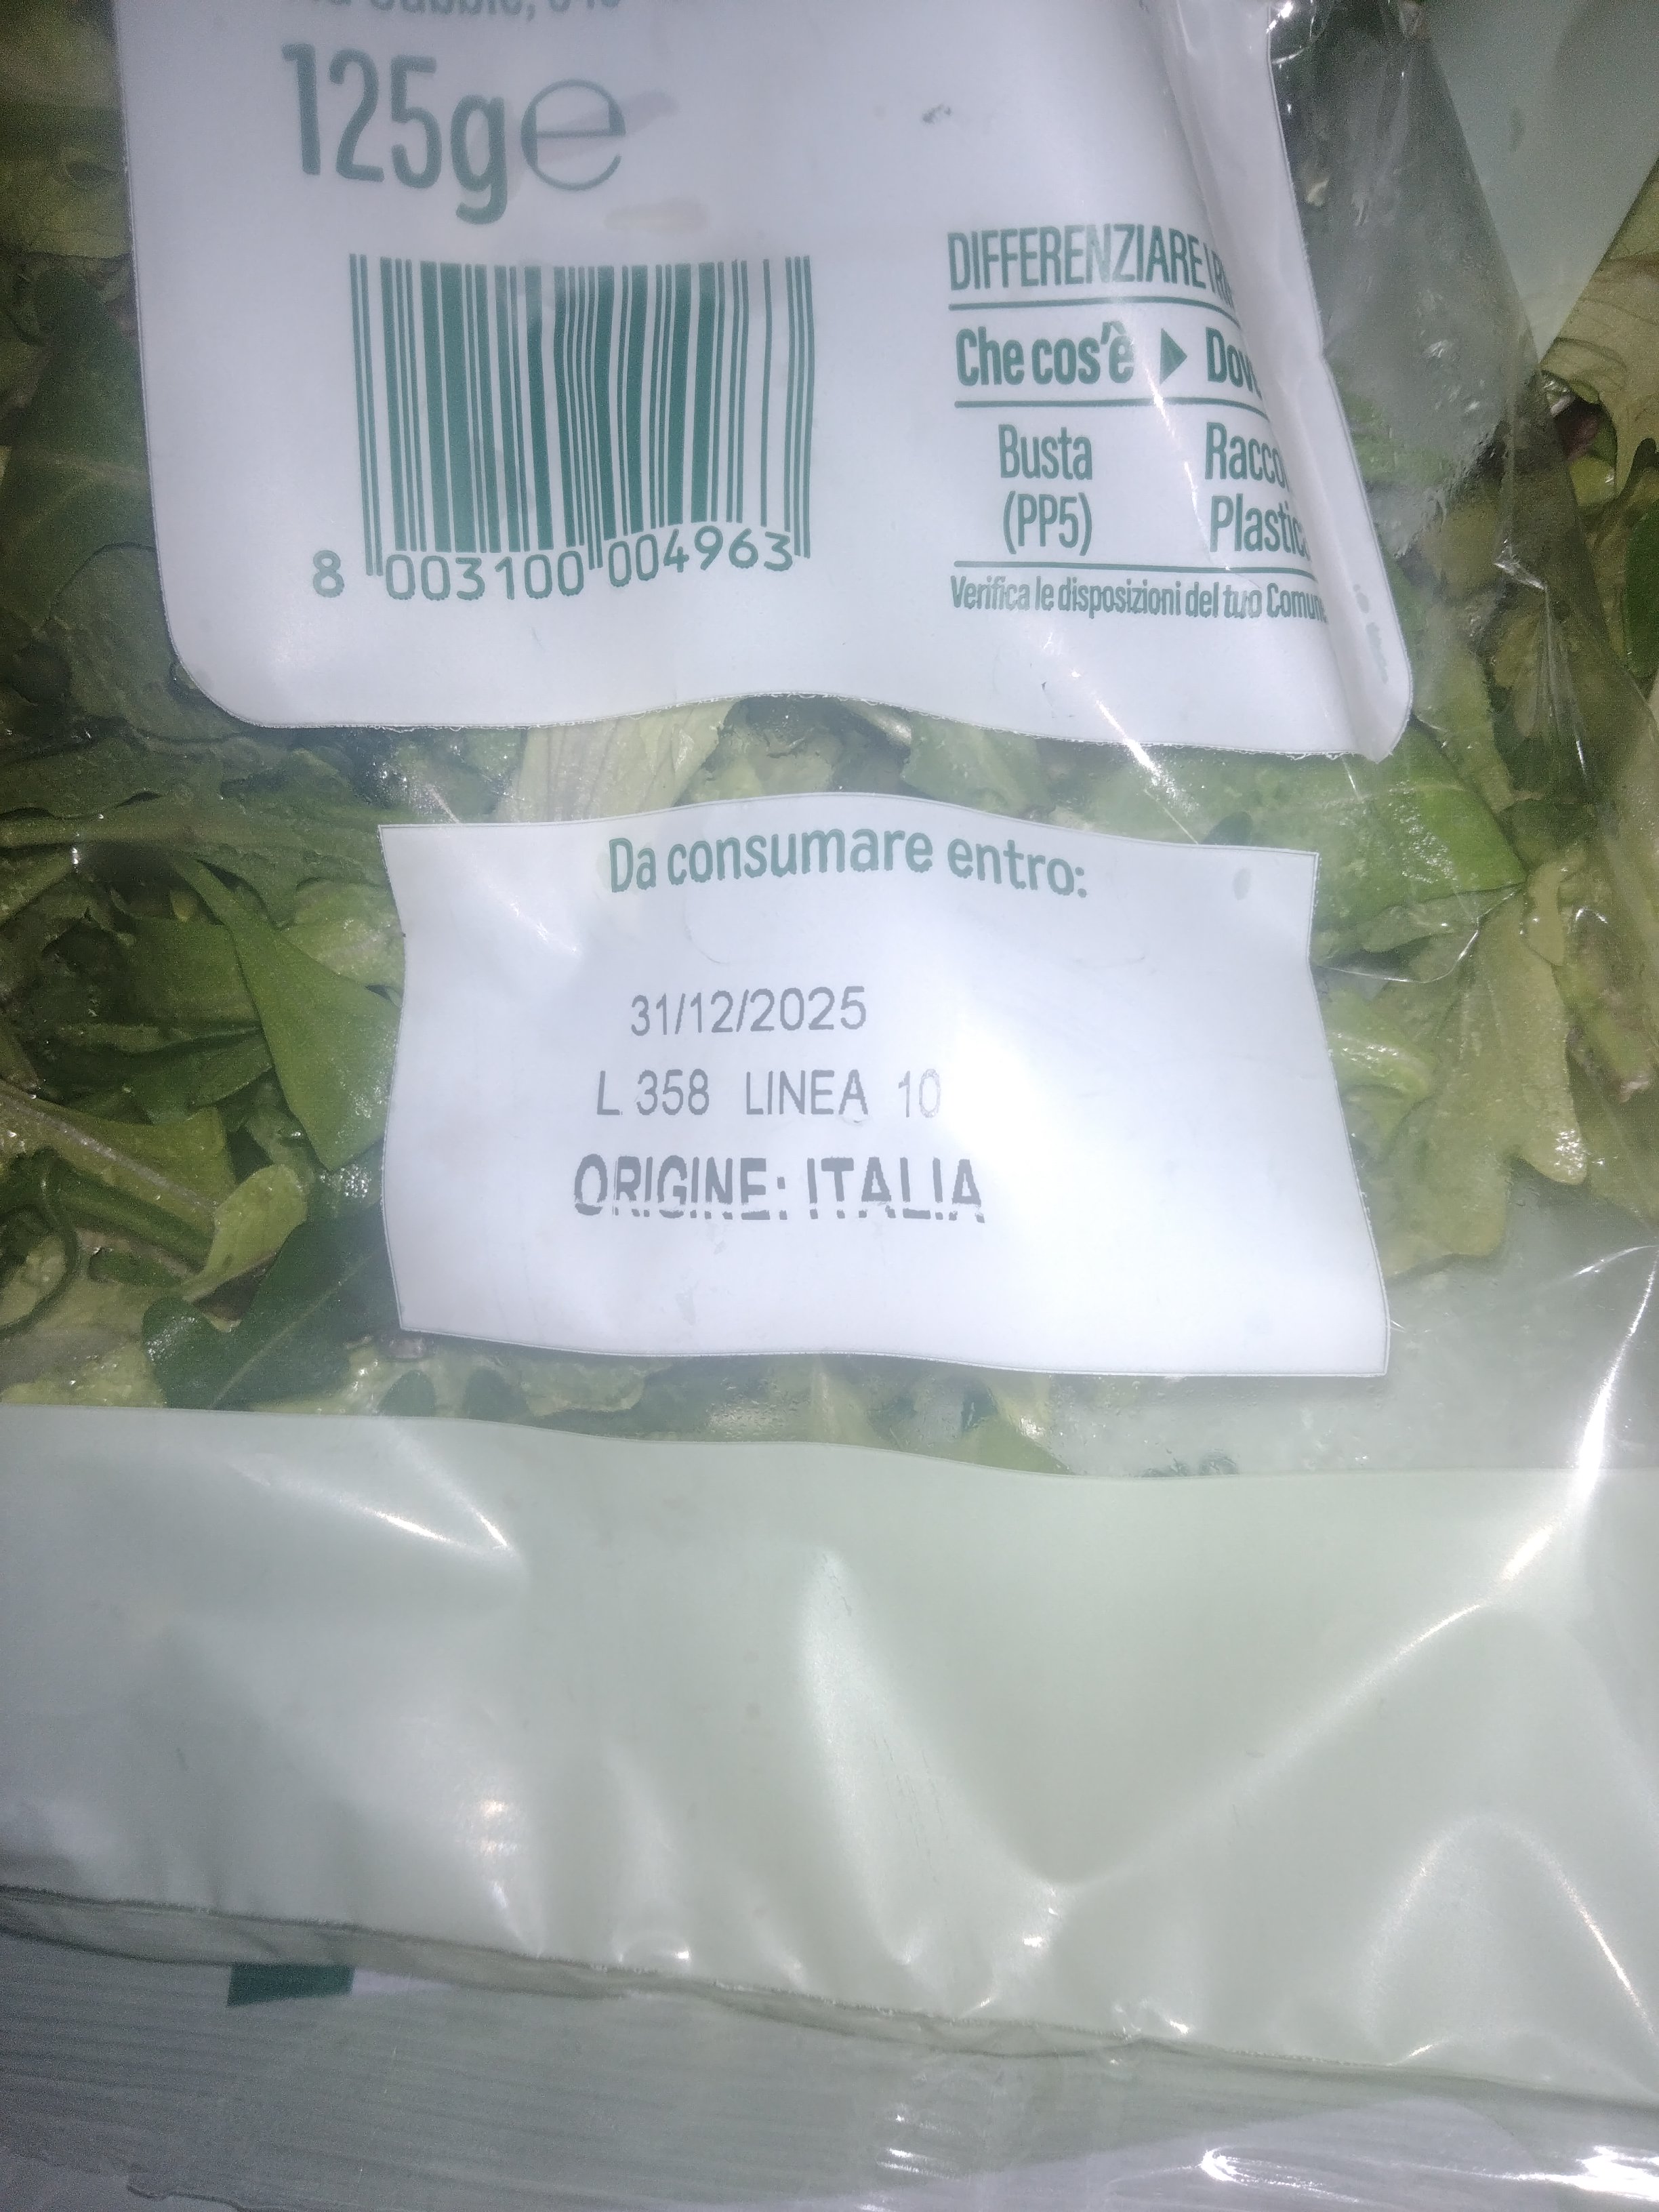 125g℮
DIFFERENZIARE
Che cos'è ▶
Busta
(PP5)
Verifica le disposizioni del tuo
8 003100 004963
Da consumare entro:
31/12/2025
L 358 LINEA 10
ORIGINE: ITALIA